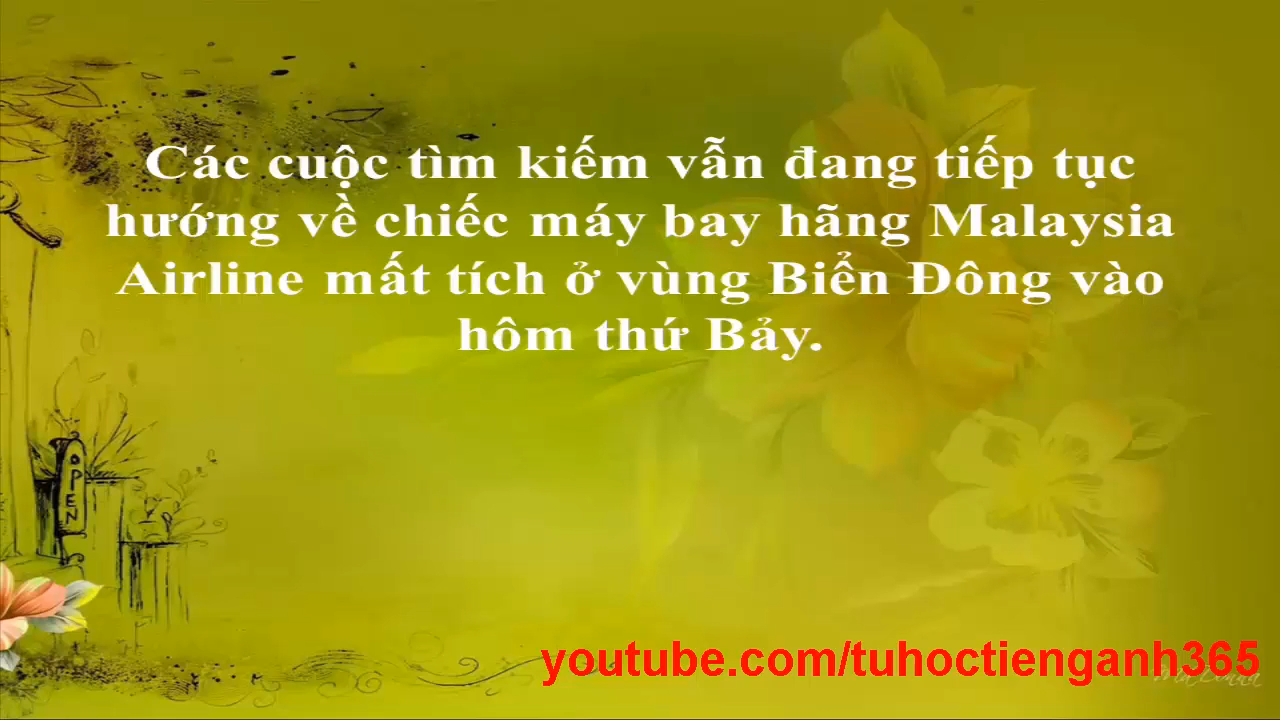 Các cuộc tìm kiếm vẫn đang tiếp tục
hướng về chiếc máy bay hãng Malaysia
Airline mất tích ở vùng Biển Đông vào
hôm thứ Bảy.
OPEN
youtube.com/tuhoctienganh365